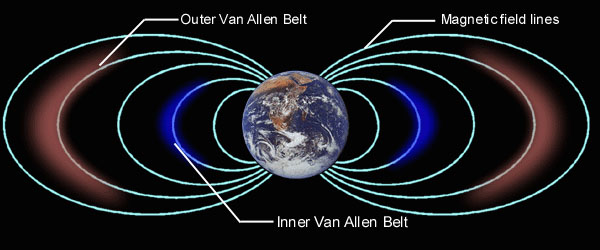 Outer Van Allen Belt
Magnetic field lines
Inner Van Allen Belt